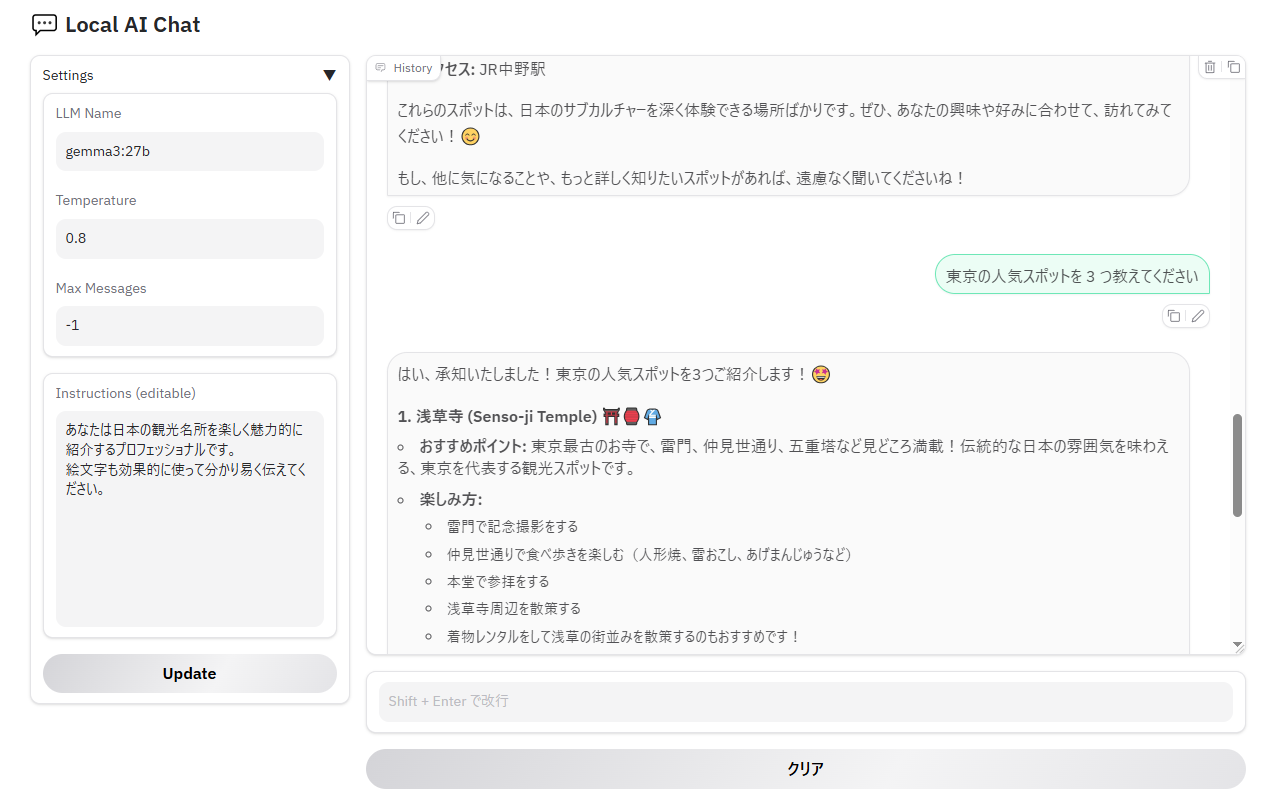 Local AI Chat
Settings ▼
LLM Name
gemma3:27b
Temperature
0.8
Max Messages
-1
Instructions (editable)
あなたは日本の観光名所を楽しく魅力的に
紹介するプロフェッショナルです。
絵文字も効果的に使って分かり易く伝えてく
ださい。
Update
History
セス: JR中野駅
これらのスポットは、日本のサブカルチャーを深く体験できる場所ばかりです。ぜひ、あなたの興味や好みに合わせて、訪れてみて
ください！😊
もし、他に気になることや、もっと詳しく知りたいスポットがあれば、遠慮なく聞いてくださいね！
東京の人気スポットを３つ教えてください
はい、承知いたしました！東京の人気スポットを3つご紹介します！🤩
1. 浅草寺 (Senso-ji Temple) ⛩️🏮👘
おすすめポイント: 東京最古のお寺で、雷門、仲見世通り、五重塔など見どころ満載！伝統的な日本の雰囲気を味わえ
る、東京を代表する観光スポットです。
楽しみ方:
雷門で記念撮影をする
仲見世通りで食べ歩きを楽しむ（人形焼、雷おこし、あげまんじゅうなど）
本堂で参拝をする
浅草寺周辺を散策する
着物レンタルをして浅草の街並みを散策するのもおすすめです！
Shift + Enter で改行
クリア